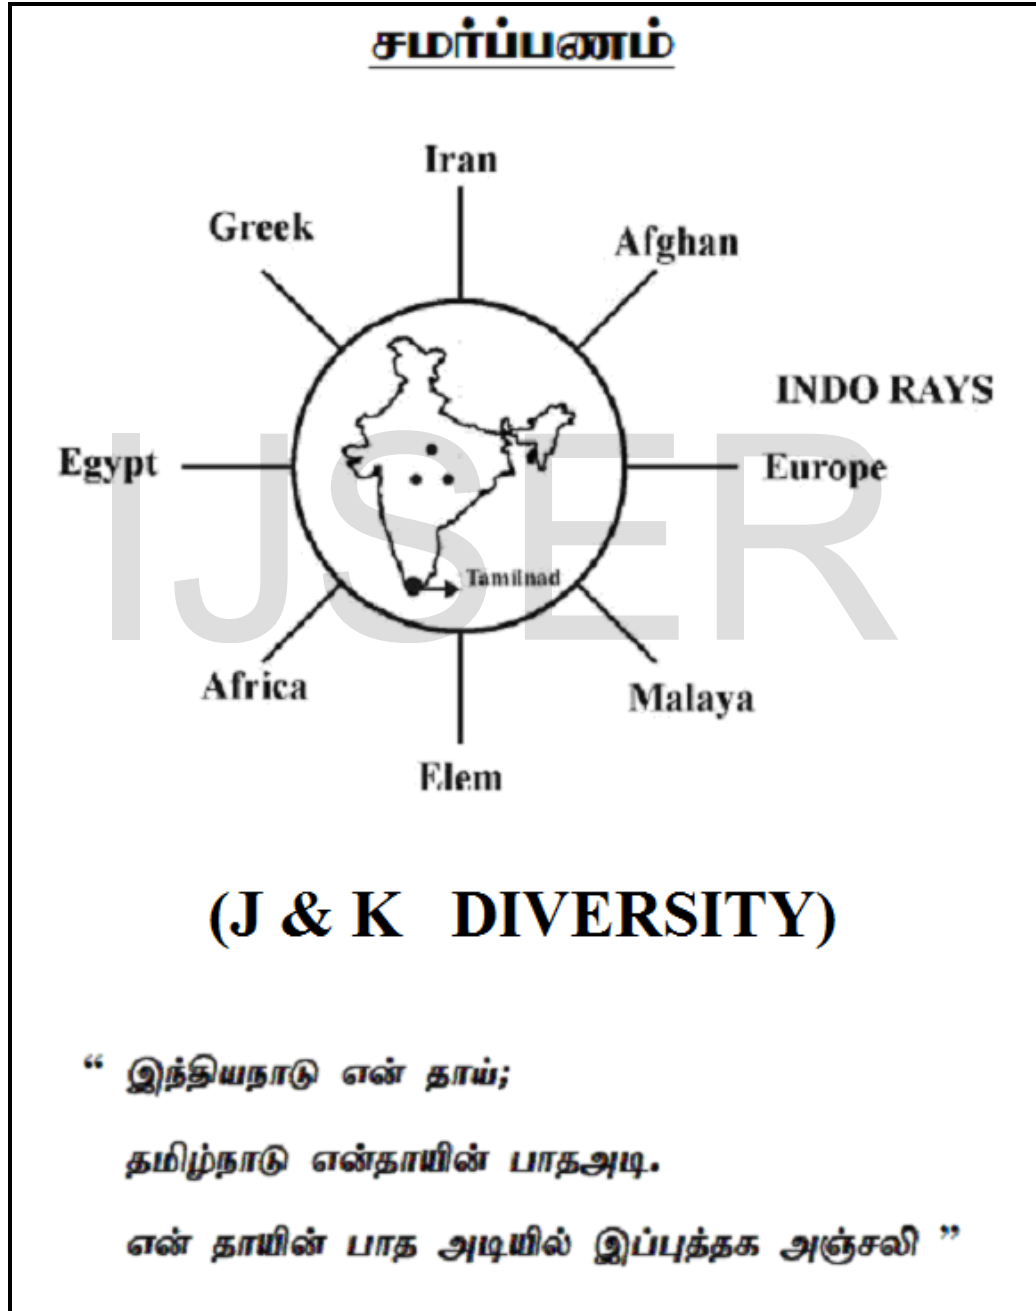 சமர்ப்பணம்
Iran
Greek
Afghan
INDO RAYS
Egypt
Europe
IJSER
Tamilnad
Africa
Malaya
Elem
(J & K DIVERSITY)
“ இந்தியநாடு என் தாய்;
தமிழ்நாடு என்தாயின் பாதஅடி.
என் தாயின் பாத அடியில் இப்புத்தக அஞ்சலி ”